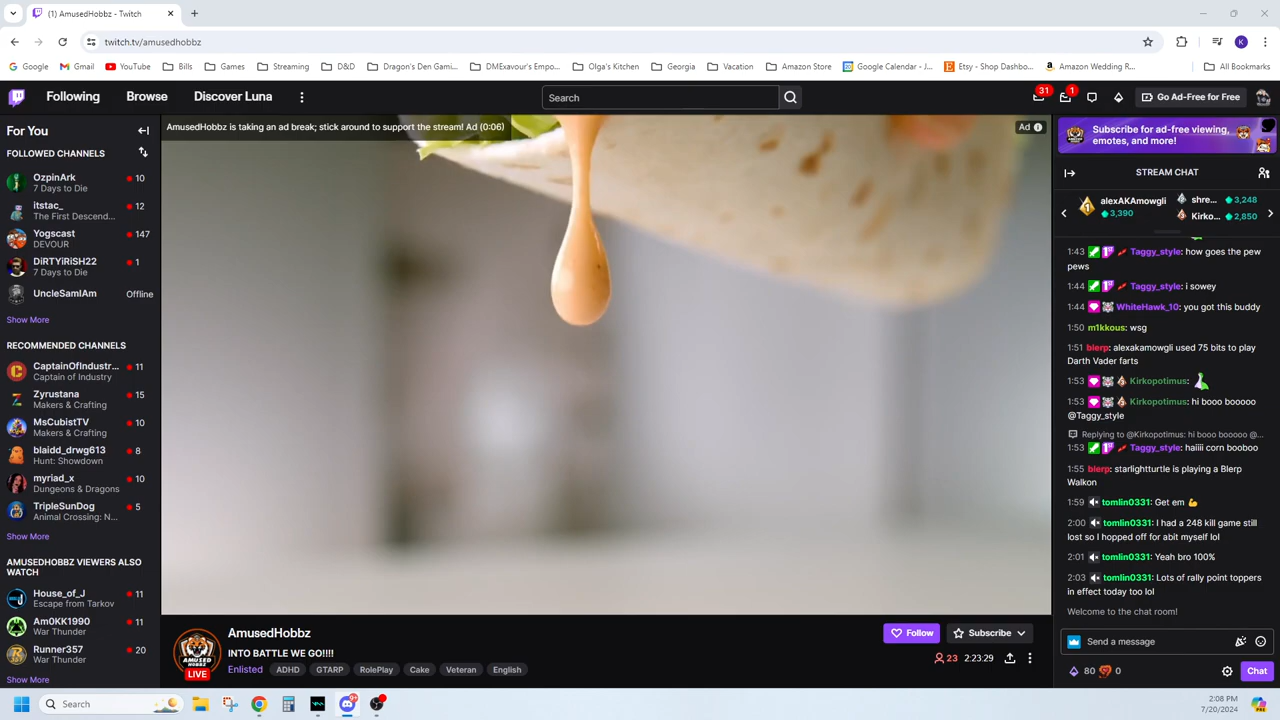 (1) AmusedHobbz - Twitch
twitch.tv/amusedhobbz
Google
Gmail
YouTube
Bills
Games
Streaming
D&D
Dragon's Den Gami...
DMExavour's Empo...
Olga's Kitchen
Georgia
Vacation
Amazon Store
Google Calendar - J...
Etsy - Shop Dashbo...
Amazon Wedding R...
All Bookmarks
Following
Browse
Discover Luna
Search
31
1
Go Ad-Free for Free
For You
FOLLOWED CHANNELS
OzpinArk
10
7 Days to Die
itstac_
12
The First Descend...
Yogscast
147
DEVOUR
DiRTYiRiSH22
1
7 Days to Die
UncleSamIAm
Offline
Show More
RECOMMENDED CHANNELS
CaptainOfIndustr...
11
Captain of Industry
Zyrustana
15
Makers & Crafting
MsCubistTV
10
Makers & Crafting
blaidd_drwg613
8
Hunt: Showdown
myriad_x
10
Dungeons & Dragons
TripleSunDog
5
Animal Crossing: N...
Show More
AMUSEDHOBBZ VIEWERS ALSO
WATCH
House_of_J
11
Escape from Tarkov
Am0KK1990
11
War Thunder
Runner357
20
War Thunder
Show More
AmusedHobbz is taking an ad break; stick around to support the stream! Ad (0:06)
Ad
AMUSED
HOBBZ
LIVE
AmusedHobbz
INTO BATTLE WE GO!!!!
Enlisted
ADHD
GTARP
RolePlay
Cake
Veteran
English
Follow
Subscribe
23
2:23:29
Subscribe for ad-free viewing,
emotes, and more!
STREAM CHAT
1
alexAKAmowgli
3,390
shre...
3,248
Kirko...
2,850
1:43 Taggy_style: how goes the pew
pews
1:44 Taggy_style: i sowey
1:44 WhiteHawk_10: you got this buddy
1:50 m1kkous: wsg
1:51 blerp: alexakamowgli used 75 bits to play
Darth Vader farts
1:53 Kirkopotimus:
1:53 Kirkopotimus: hi booo booooo
@Taggy_style
Replying to @Kirkopotimus: hi booo booooo @...
1:53 Taggy_style: haiiii corn booboo
1:55 blerp: starlightturtle is playing a Blerp
Walkon
1:59 tomlin0331: Get em 💪
2:00 tomlin0331: I had a 248 kill game still
lost so I hopped off for abit myself lol
2:01 tomlin0331: Yeah bro 100%
2:03 tomlin0331: Lots of rally point toppers
in effect today too lol
Welcome to the chat room!
Send a message
80
0
Chat
Search
9+
2:08 PM
7/20/2024